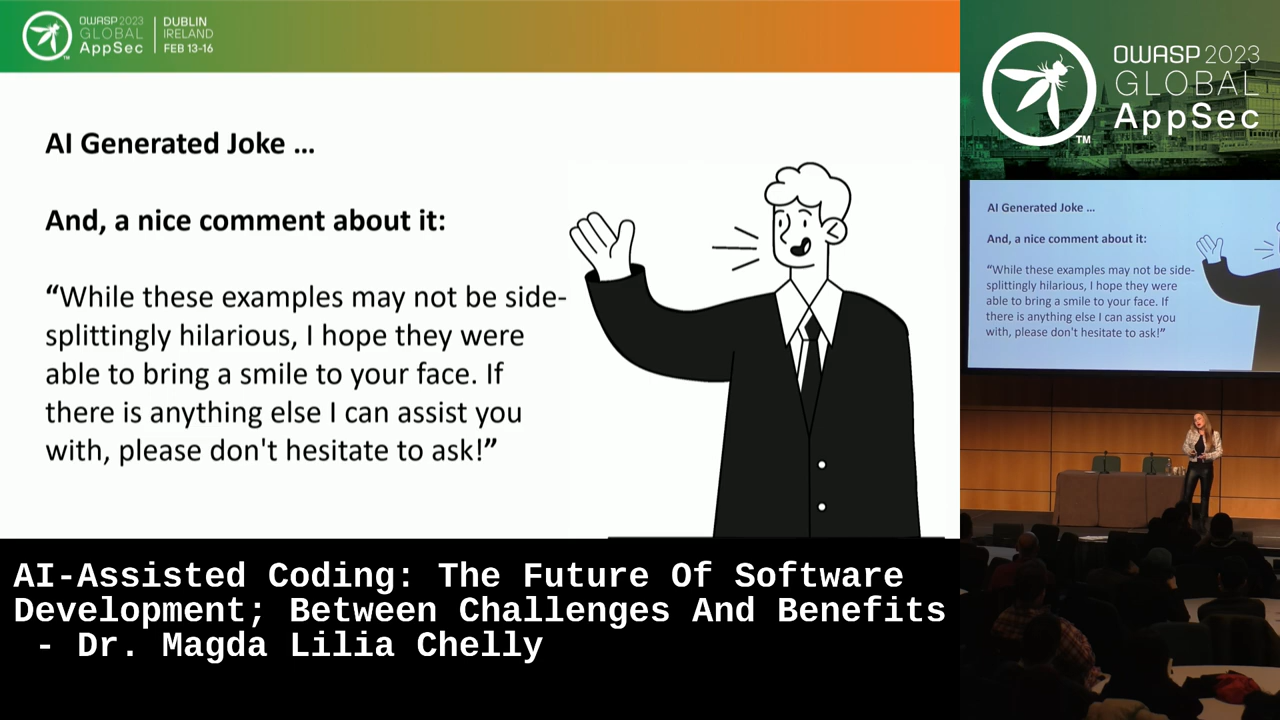 OWASP 2023
GLOBAL
AppSec
TM
DUBLIN
IRELAND
FEB 13-16
AI Generated Joke ...
And, a nice comment about it:
“While these examples may not be side-
splittingly hilarious, I hope they were
able to bring a smile to your face. If
there is anything else I can assist you
with, please don't hesitate to ask!”
AI-Assisted Coding: The Future Of Software
Development; Between Challenges And Benefits
- Dr. Magda Lilia Chelly
OWASP 2023
GLOBAL
AppSec
TM
AI Generated Joke ...
And, a nice comment about it:
“While these examples may not be side-
splittingly hilarious, I hope they were
able to bring a smile to your face. If
there is anything else I can assist you
with, please don't hesitate to ask!”